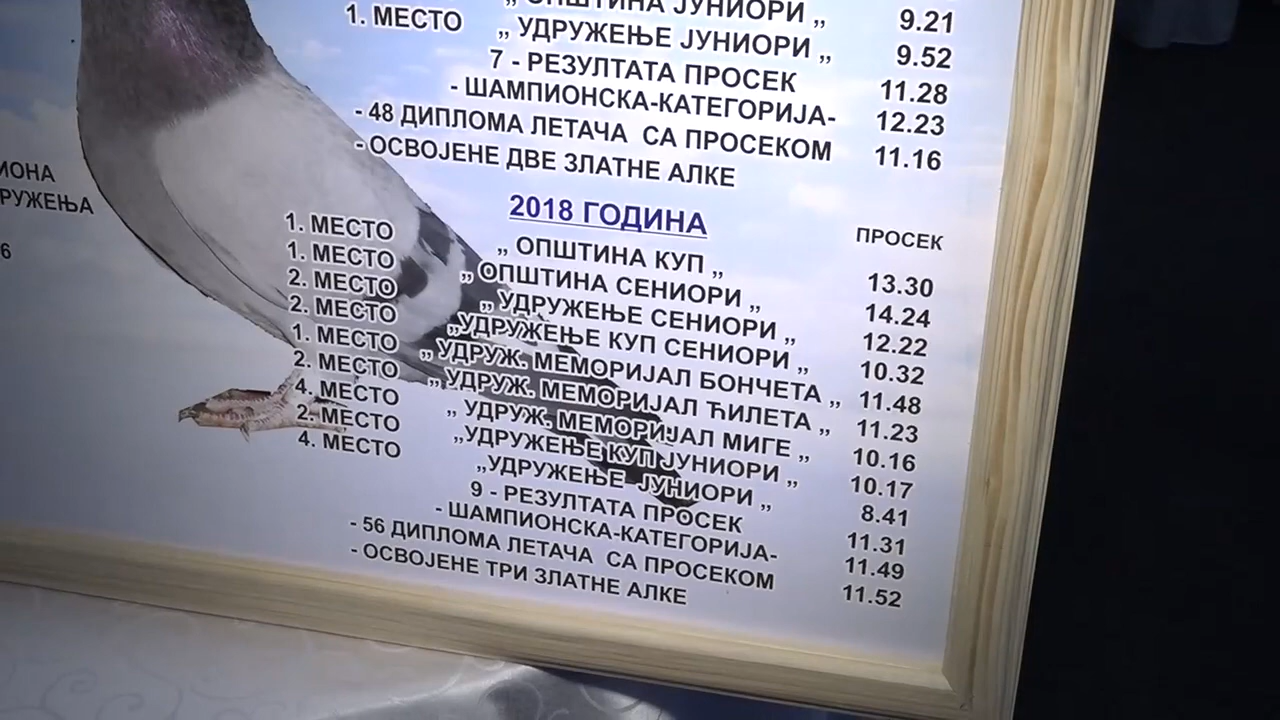 „ ОПШТИНА ЈУНИОРИ „ 9.21
1. МЕСТО „ УДРУЖЕЊЕ ЈУНИОРИ „ 9.52
7 - РЕЗУЛТАТА ПРОСЕК 11.28
- ШАМПИОНСКА-КАТЕГОРИЈА- 12.23
- 48 ДИПЛОМА ЛЕТАЧА СА ПРОСЕКОМ 11.16
- ОСВОЈЕНЕ ДВЕ ЗЛАТНЕ АЛКЕ
РУЖЕЊА
6
2018 ГОДИНА ПРОСЕК
1. МЕСТО „ ОПШТИНА КУП „ 13.30
1. МЕСТО „ ОПШТИНА СЕНИОРИ „ 14.24
2. МЕСТО „ УДРУЖЕЊЕ СЕНИОРИ „ 12.22
2. МЕСТО „УДРУЖЕЊЕ КУП СЕНИОРИ „ 10.32
1. МЕСТО „ УДРУЖ. МЕМОРИЈАЛ БОНЧЕТА „ 11.48
2. МЕСТО „ УДРУЖ. МЕМОРИЈАЛ ЋИЛЕТА „ 11.23
4. МЕСТО „ УДРУЖ. МЕМОРИЈАЛ МИГЕ „ 10.16
2. МЕСТО „УДРУЖЕЊЕ КУП ЈУНИОРИ „ 10.17
4. МЕСТО „УДРУЖЕЊЕ ЈУНИОРИ „ 8.41
9 - РЕЗУЛТАТА ПРОСЕК 11.31
- ШАМПИОНСКА-КАТЕГОРИЈА- 11.49
- 56 ДИПЛОМА ЛЕТАЧА СА ПРОСЕКОМ 11.52
- ОСВОЈЕНЕ ТРИ ЗЛАТНЕ АЛКЕ